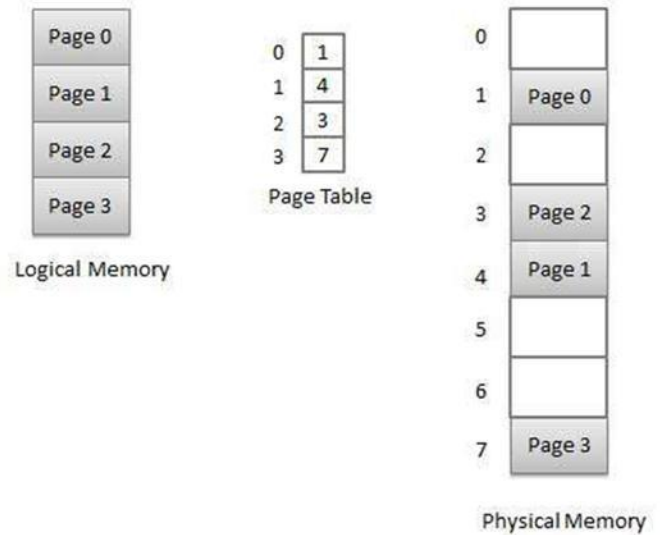 Page 0
Page 1
Page 2
Page 3
Logical Memory
0 1
1 4
2 3
3 7
Page Table
0
1 Page 0
2
3 Page 2
4 Page 1
5
6
7 Page 3
Physical Memory